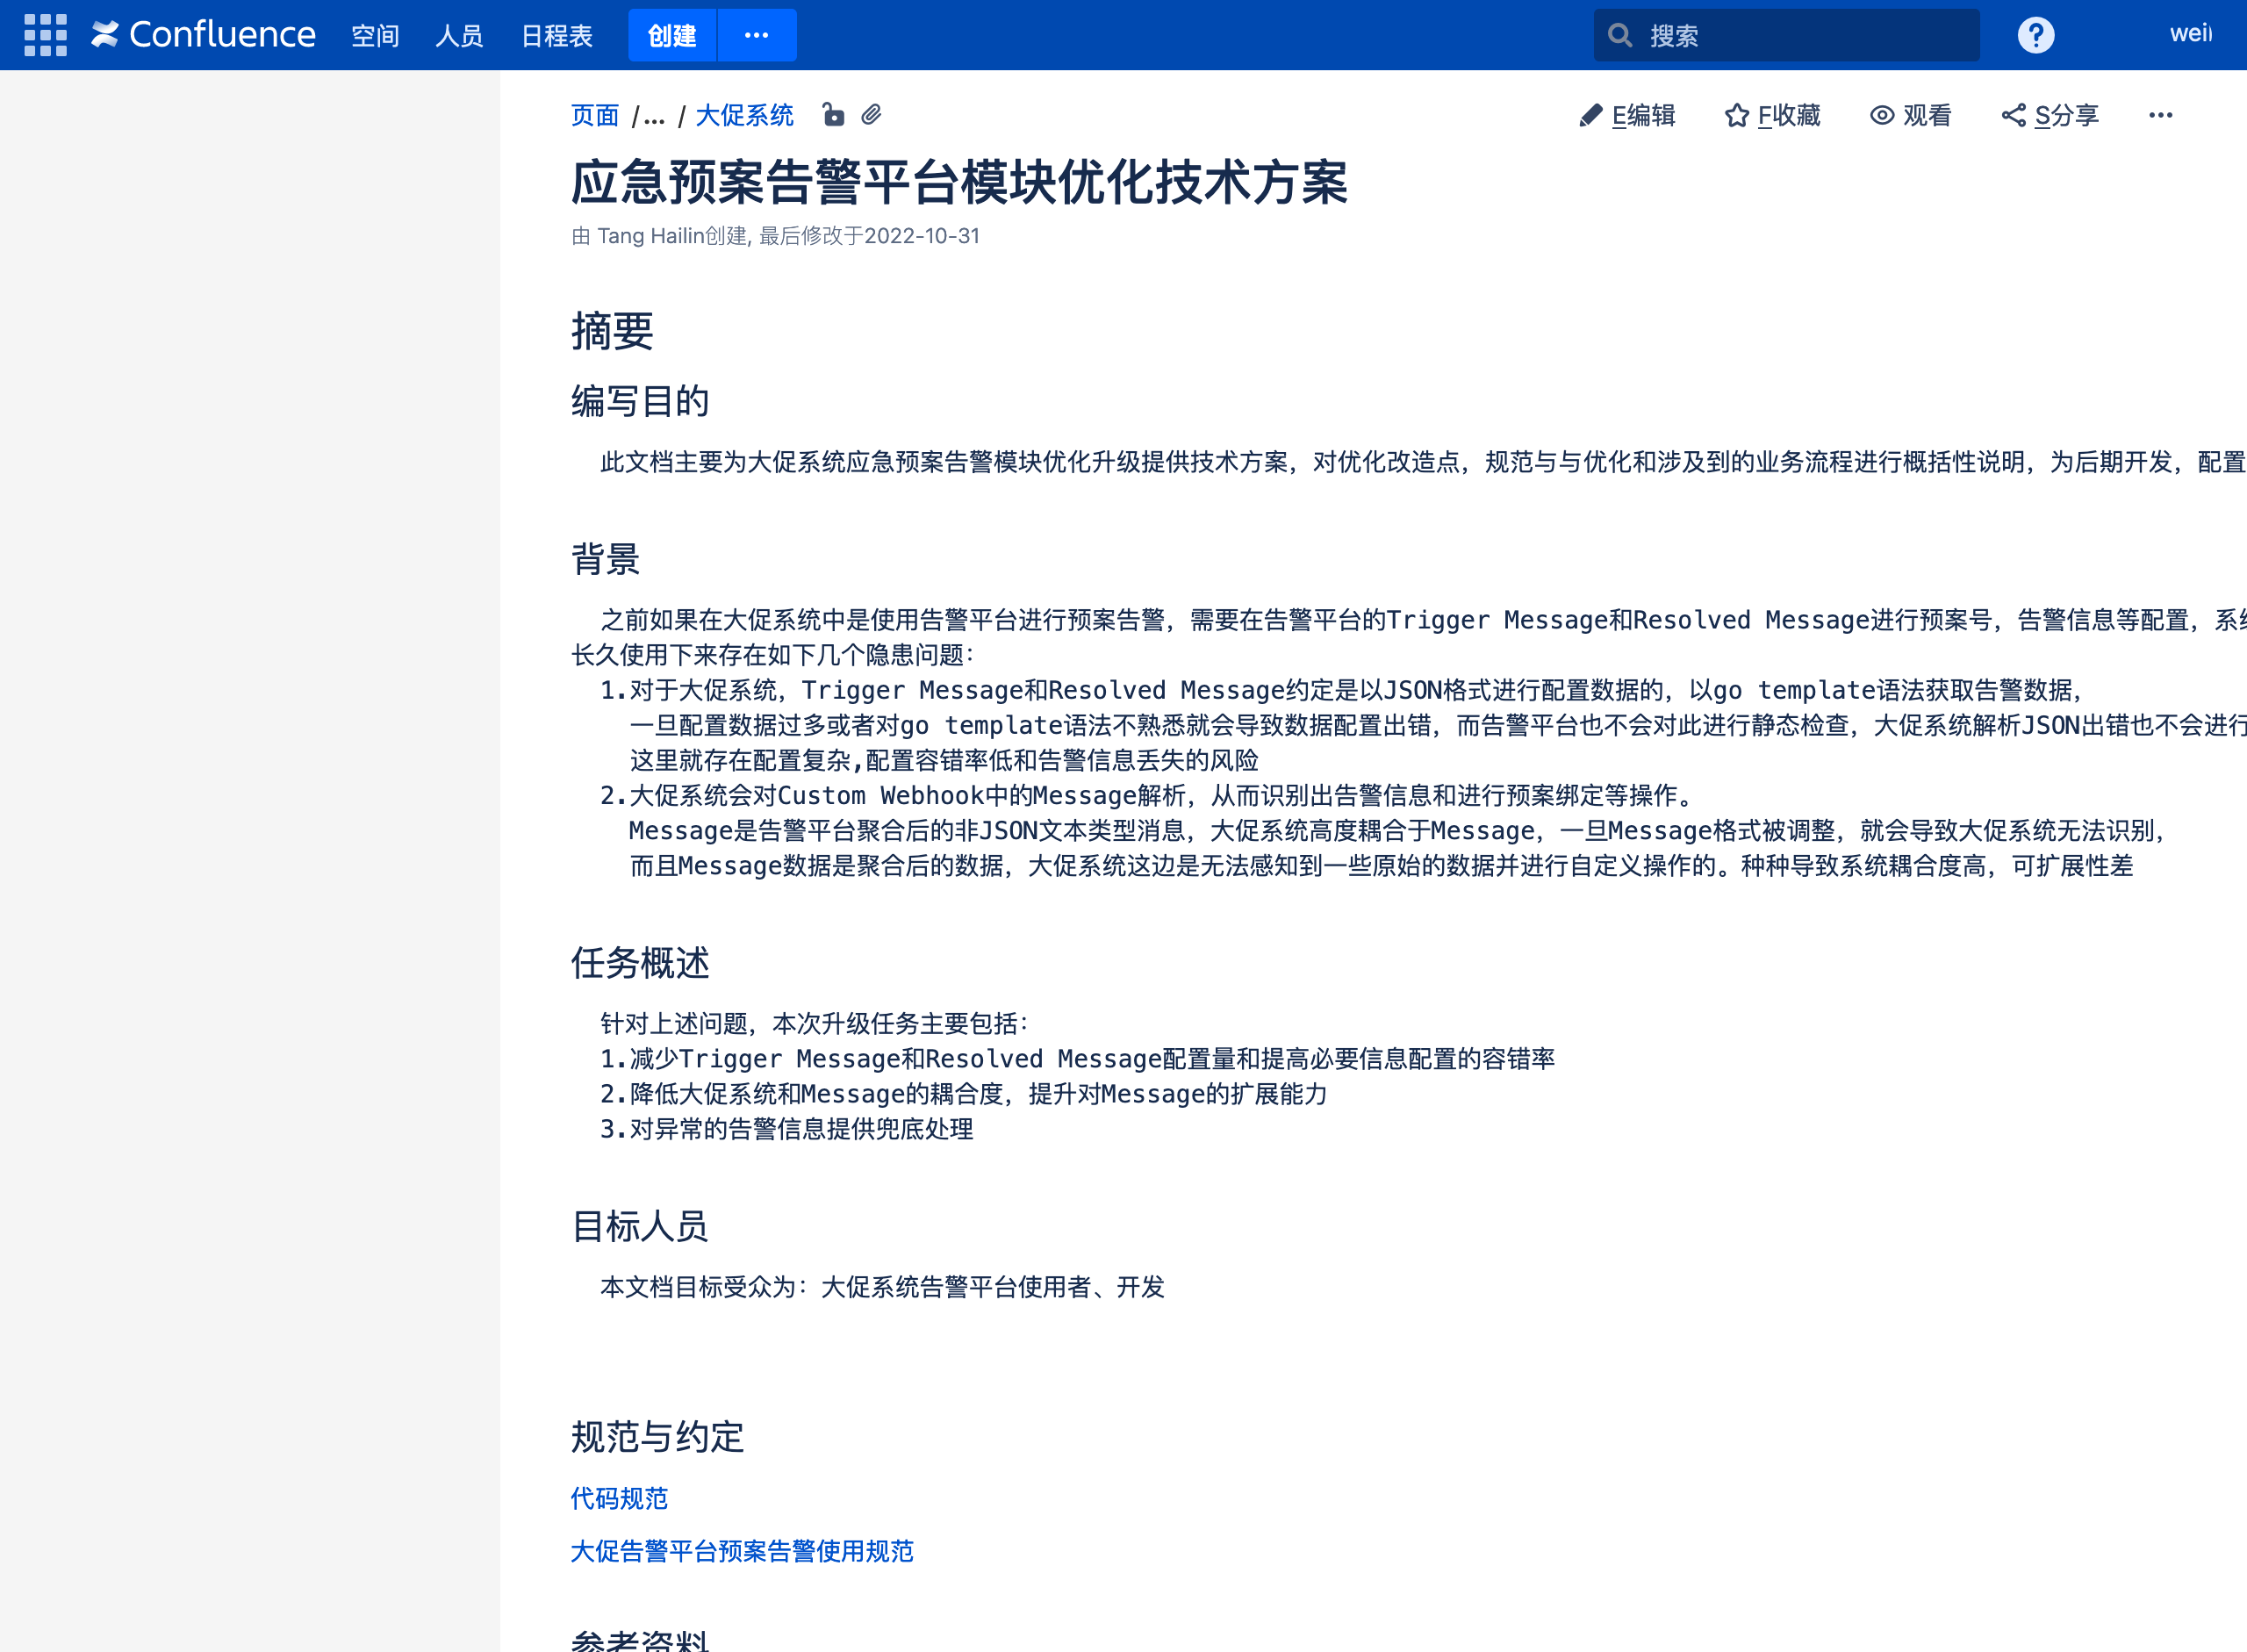 Confluence 空间 人员 日程表 创建 ••• 搜索 ?
页面 /... / 大促系统 E编辑 F收藏 观看 S分享 •••
应急预案告警平台模块优化技术方案
由 Tang Hailin创建, 最后修改于2022-10-31
摘要
编写目的
此文档主要为大促系统应急预案告警模块优化升级提供技术方案，对优化改造点，规范与与优化和涉及到的业务流程进行概括性说明，为后期开发，配置
背景
之前如果在大促系统中是使用告警平台进行预案告警，需要在告警平台的Trigger Message和Resolved Message进行预案号，告警信息等配置，系统
长久使用下来存在如下几个隐患问题：
1.对于大促系统，Trigger Message和Resolved Message约定是以JSON格式进行配置数据的，以go template语法获取告警数据，
一旦配置数据过多或者对go template语法不熟悉就会导致数据配置出错，而告警平台也不会对此进行静态检查，大促系统解析JSON出错也不会进行
这里就存在配置复杂,配置容错率低和告警信息丢失的风险
2.大促系统会对Custom Webhook中的Message解析，从而识别出告警信息和进行预案绑定等操作。
Message是告警平台聚合后的非JSON文本类型消息，大促系统高度耦合于Message，一旦Message格式被调整，就会导致大促系统无法识别，
而且Message数据是聚合后的数据，大促系统这边是无法感知到一些原始的数据并进行自定义操作的。种种导致系统耦合度高，可扩展性差
任务概述
针对上述问题，本次升级任务主要包括：
1.减少Trigger Message和Resolved Message配置量和提高必要信息配置的容错率
2.降低大促系统和Message的耦合度，提升对Message的扩展能力
3.对异常的告警信息提供兜底处理
目标人员
本文档目标受众为：大促系统告警平台使用者、开发
规范与约定
代码规范
大促告警平台预案告警使用规范
参考资料